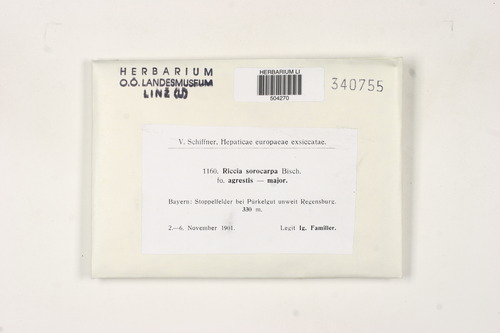 HERBARIUM
O.Ö. LANDESMUSEUM
LINZ (LI)
HERBARIUM LI
504270
340755
V. Schiffner, Hepaticae europaeae exsiccatae.
1160. Riccia sorocarpa Bisch.
fo. agrestis — major.
Bayern: Stoppelfelder bei Pürkelgut unweit Regensburg.
330 m.
2.—6. November 1901. Legit Ig. Familler.